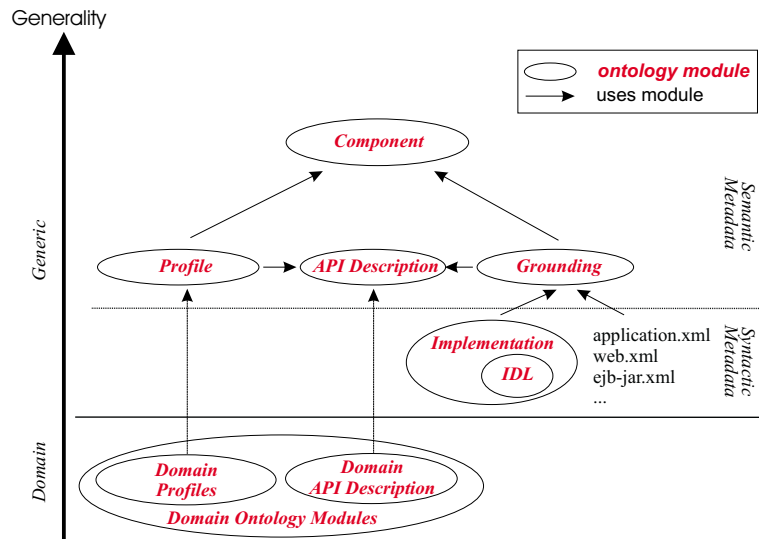 Generality
ontology module
uses module
Component
Semantic
Metadata
Generic
Profile
API Description
Grounding
Implementation
IDL
application.xml
web.xml
ejb-jar.xml
...
Syntactic
Metadata
Domain
Domain
Profiles
Domain
API Description
Domain Ontology Modules